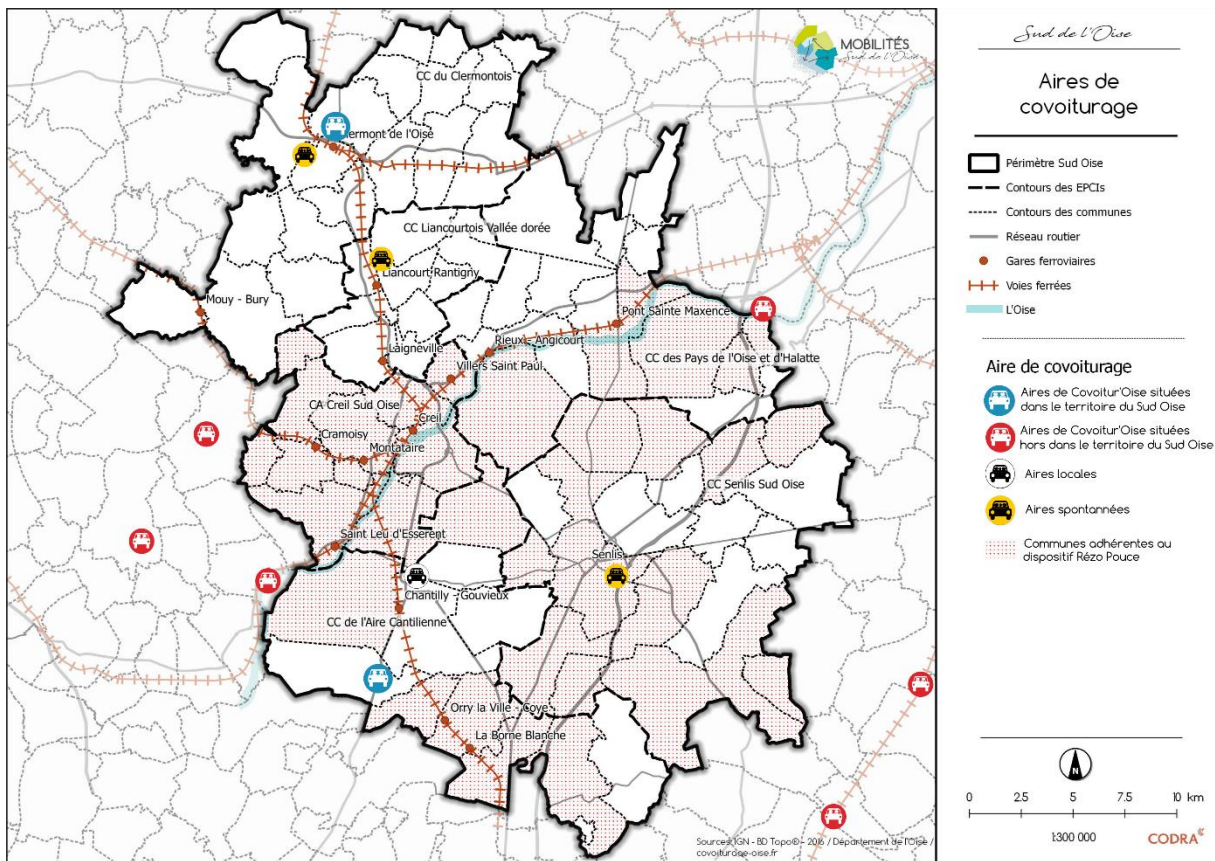 MOBILITÉS
Sud de l'Oise
CC du Clermontois
Clermont de l'Oise
CC Liancourtois Vallée dorée
Liancourt-Rantigny
Mouy - Bury
Pont Sainte Maxence
Rieux - Angicourt
Laigneville
CC des Pays de l'Oise et d'Halatte
Villers Saint Paul
CA Creil Sud Oise
Creil
Cramoisy
Montataire
CC Senlis Sud Oise
Saint Leu d'Esserent
Senlis
Chantilly - Gouvieux
CC de l'Aire Cantilienne
Orry la Ville - Coye
La Borne Blanche
Sources: IGN - BD Topo® - 2016 / Département de l'Oise /
covoiturage-oise.fr
Sud de l'Oise
Aires de
covoiturage
Périmètre Sud Oise
Contours des EPCIs
Contours des communes
Réseau routier
Gares ferroviaires
Voies ferrées
L'Oise
Aire de covoiturage
Aires de Covoitur'Oise situées
dans le territoire du Sud Oise
Aires de Covoitur'Oise situées
hors dans le territoire du Sud Oise
Aires locales
Aires spontannées
Communes adhérentes au
dispositif Rézo Pouce
N
0 2.5 5 7.5 10 km
1:300 000
CODRA